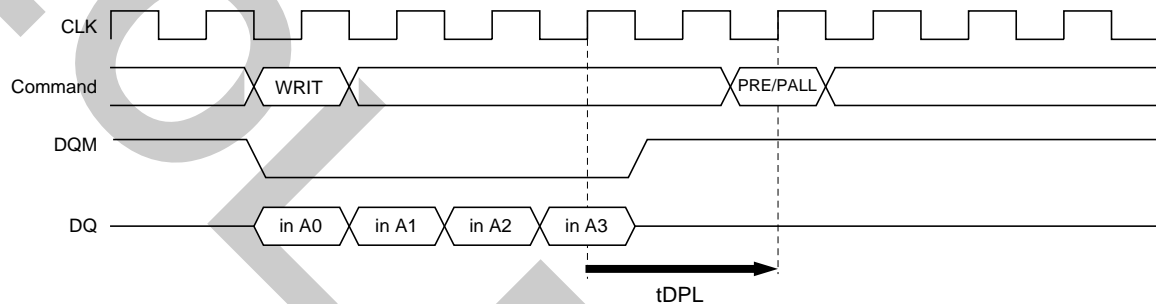 CLK
Command WRIT PRE/PALL
DQM
DQ in A0 in A1 in A2 in A3
tDPL